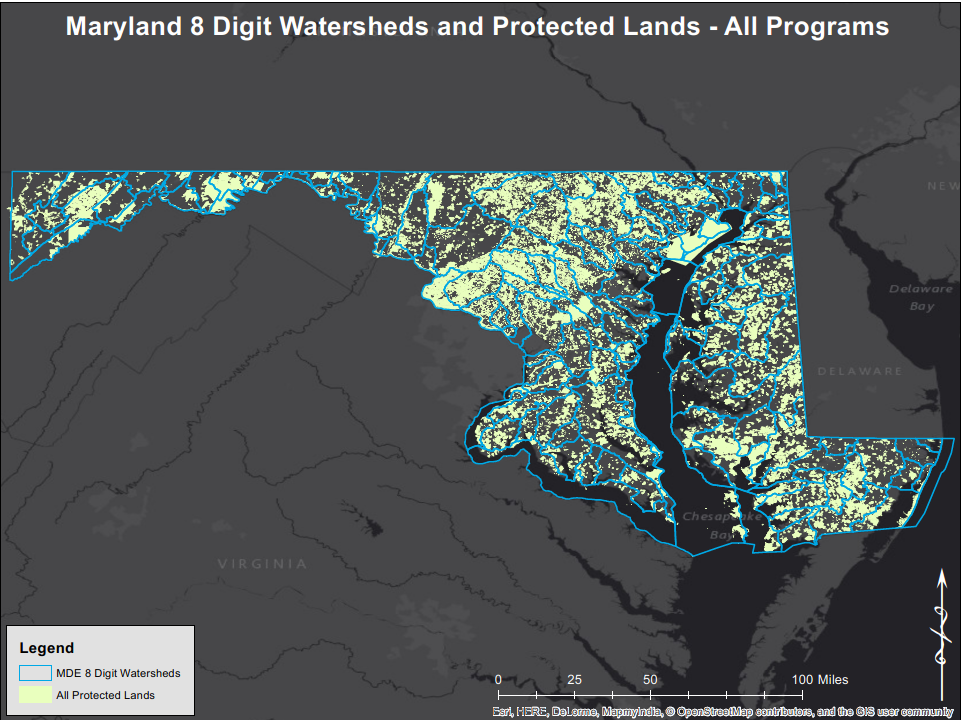 Maryland 8 Digit Watersheds and Protected Lands - All Programs
NEW
Delaware
Bay
DELAWARE
Chesapeake
Bay
VIRGINIA
Legend
MDE 8 Digit Watersheds
All Protected Lands
0 25 50 100 Miles
Esri, HERE, DeLorme, MapmyIndia, © OpenStreetMap contributors, and the GIS user community